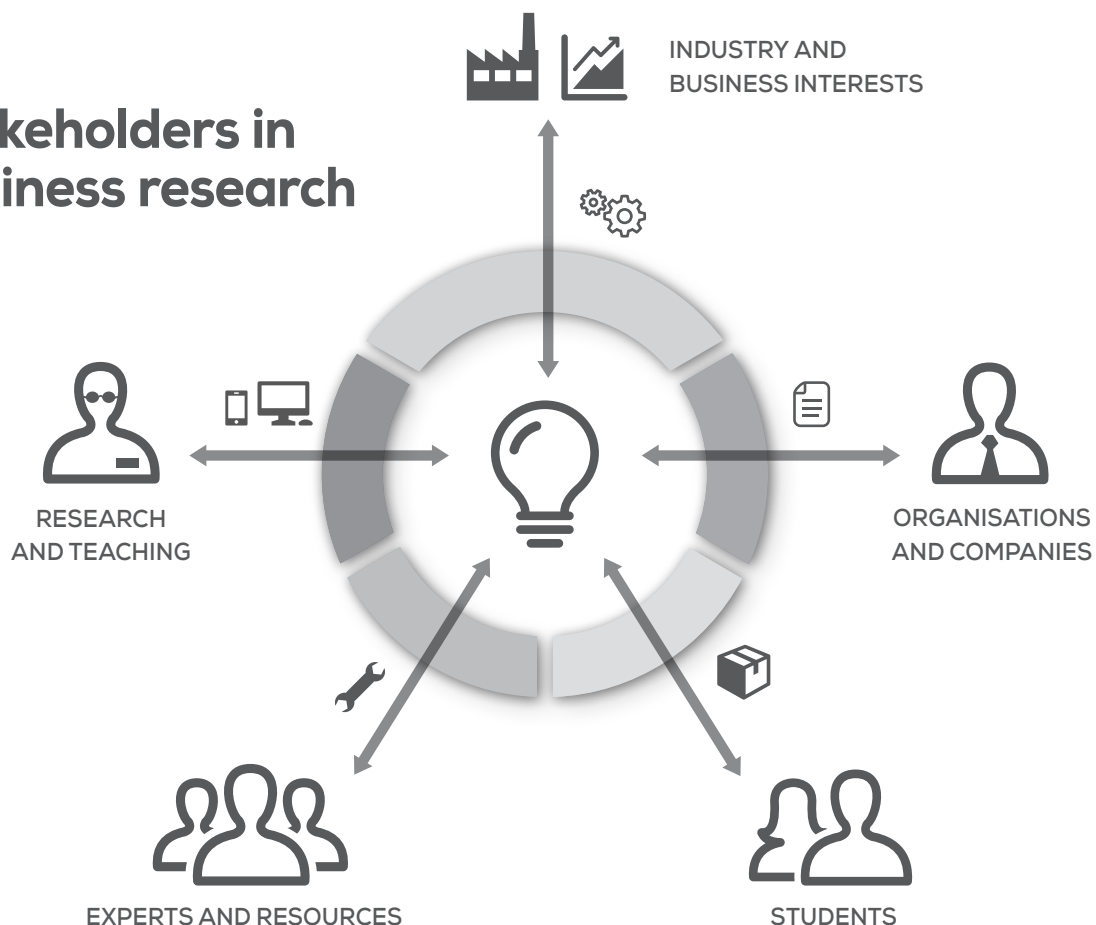 keholders in
iness research
INDUSTRY AND
BUSINESS INTERESTS
RESEARCH
AND TEACHING
ORGANISATIONS
AND COMPANIES
EXPERTS AND RESOURCES
STUDENTS